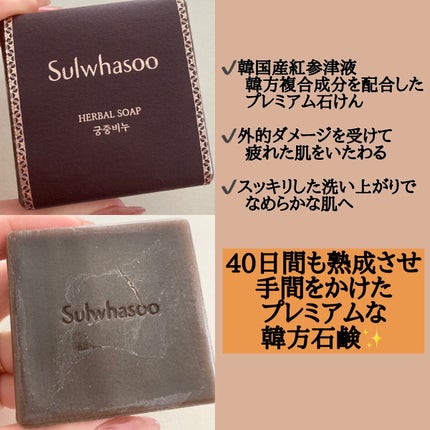 Sulwhasoo
HERBAL SOAP
궁중비누
Sulwhasoo
✓韓国産紅参津液
韓方複合成分を配合した
プレミアム石けん
✓外的ダメージを受けて
疲れた肌をいたわる
✓スッキリした洗い上がりで
なめらかな肌へ
40日間も熟成させ
手間をかけた
プレミアムな
韓方石鹸✨